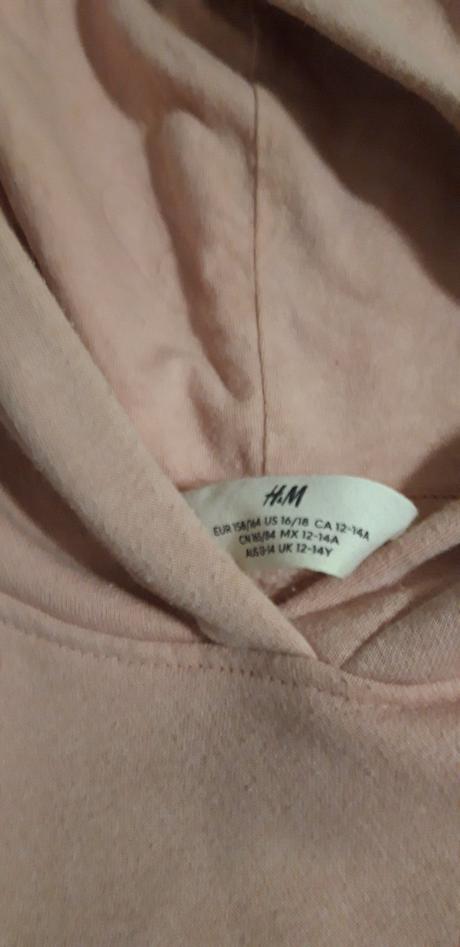 H&M
EUR 158/164 US 16/18 CA 12-14A
CN 165/84 MX 12-14A
AUS 13-14 UK 12-14Y